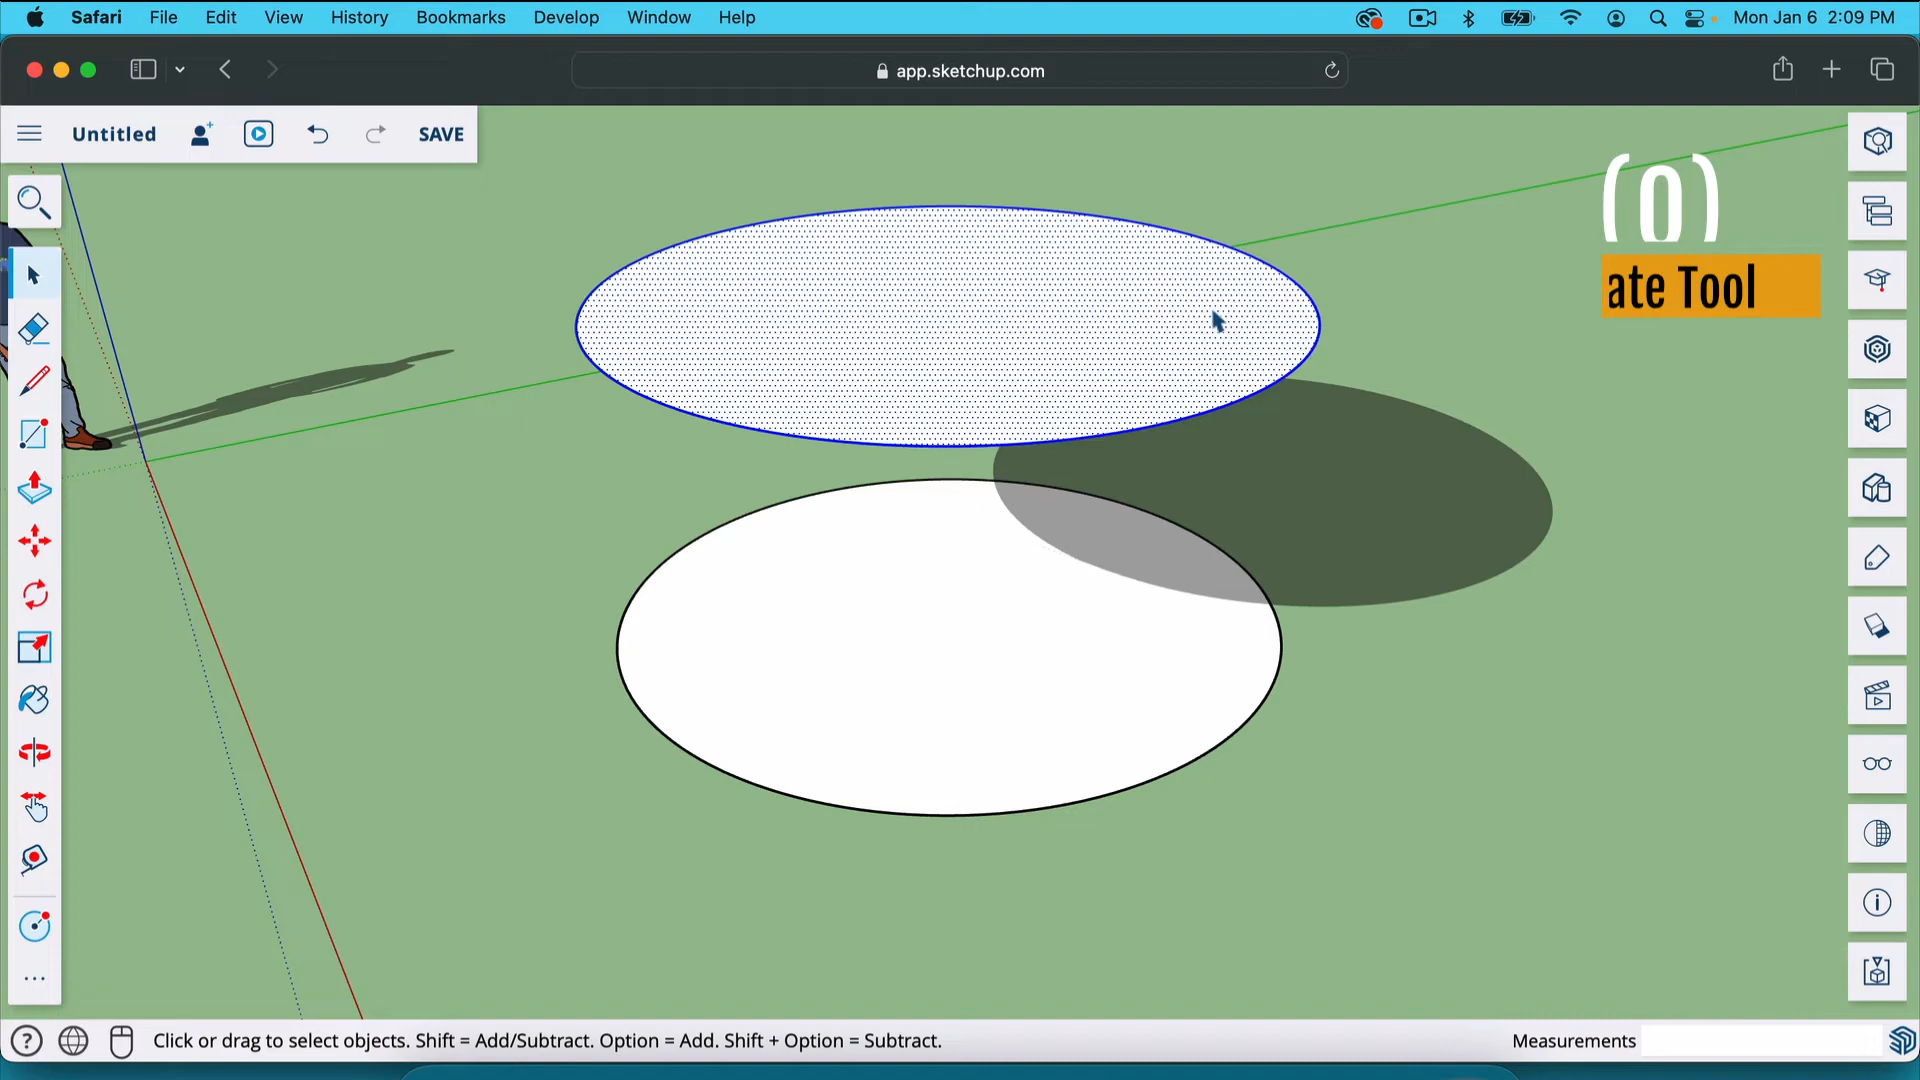 Safari File Edit View History Bookmarks Develop Window Help Mon Jan 6 2:09 PM
app.sketchup.com
Untitled SAVE
(0)
ate Tool
Click or drag to select objects. Shift = Add/Subtract. Option = Add. Shift + Option = Subtract.
Measurements